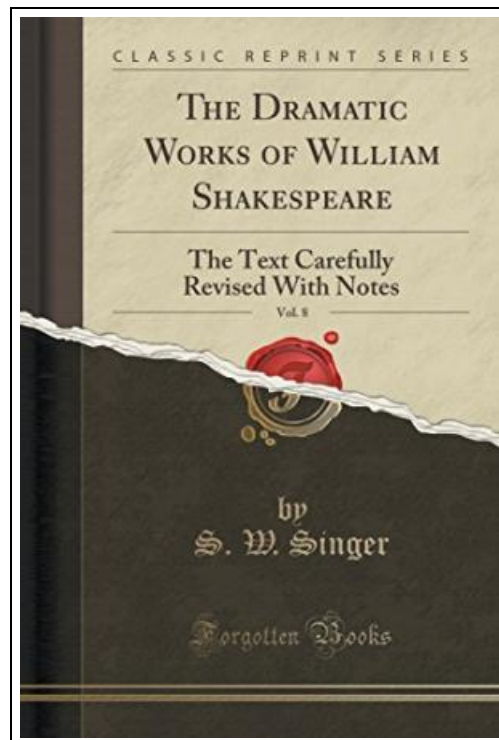 CLASSIC REPRINT SERIES
THE DRAMATIC
WORKS OF WILLIAM
SHAKESPEARE
The Text Carefully
Revised With Notes
Vol. 8
by
S. W. Singer
Forgotten Books